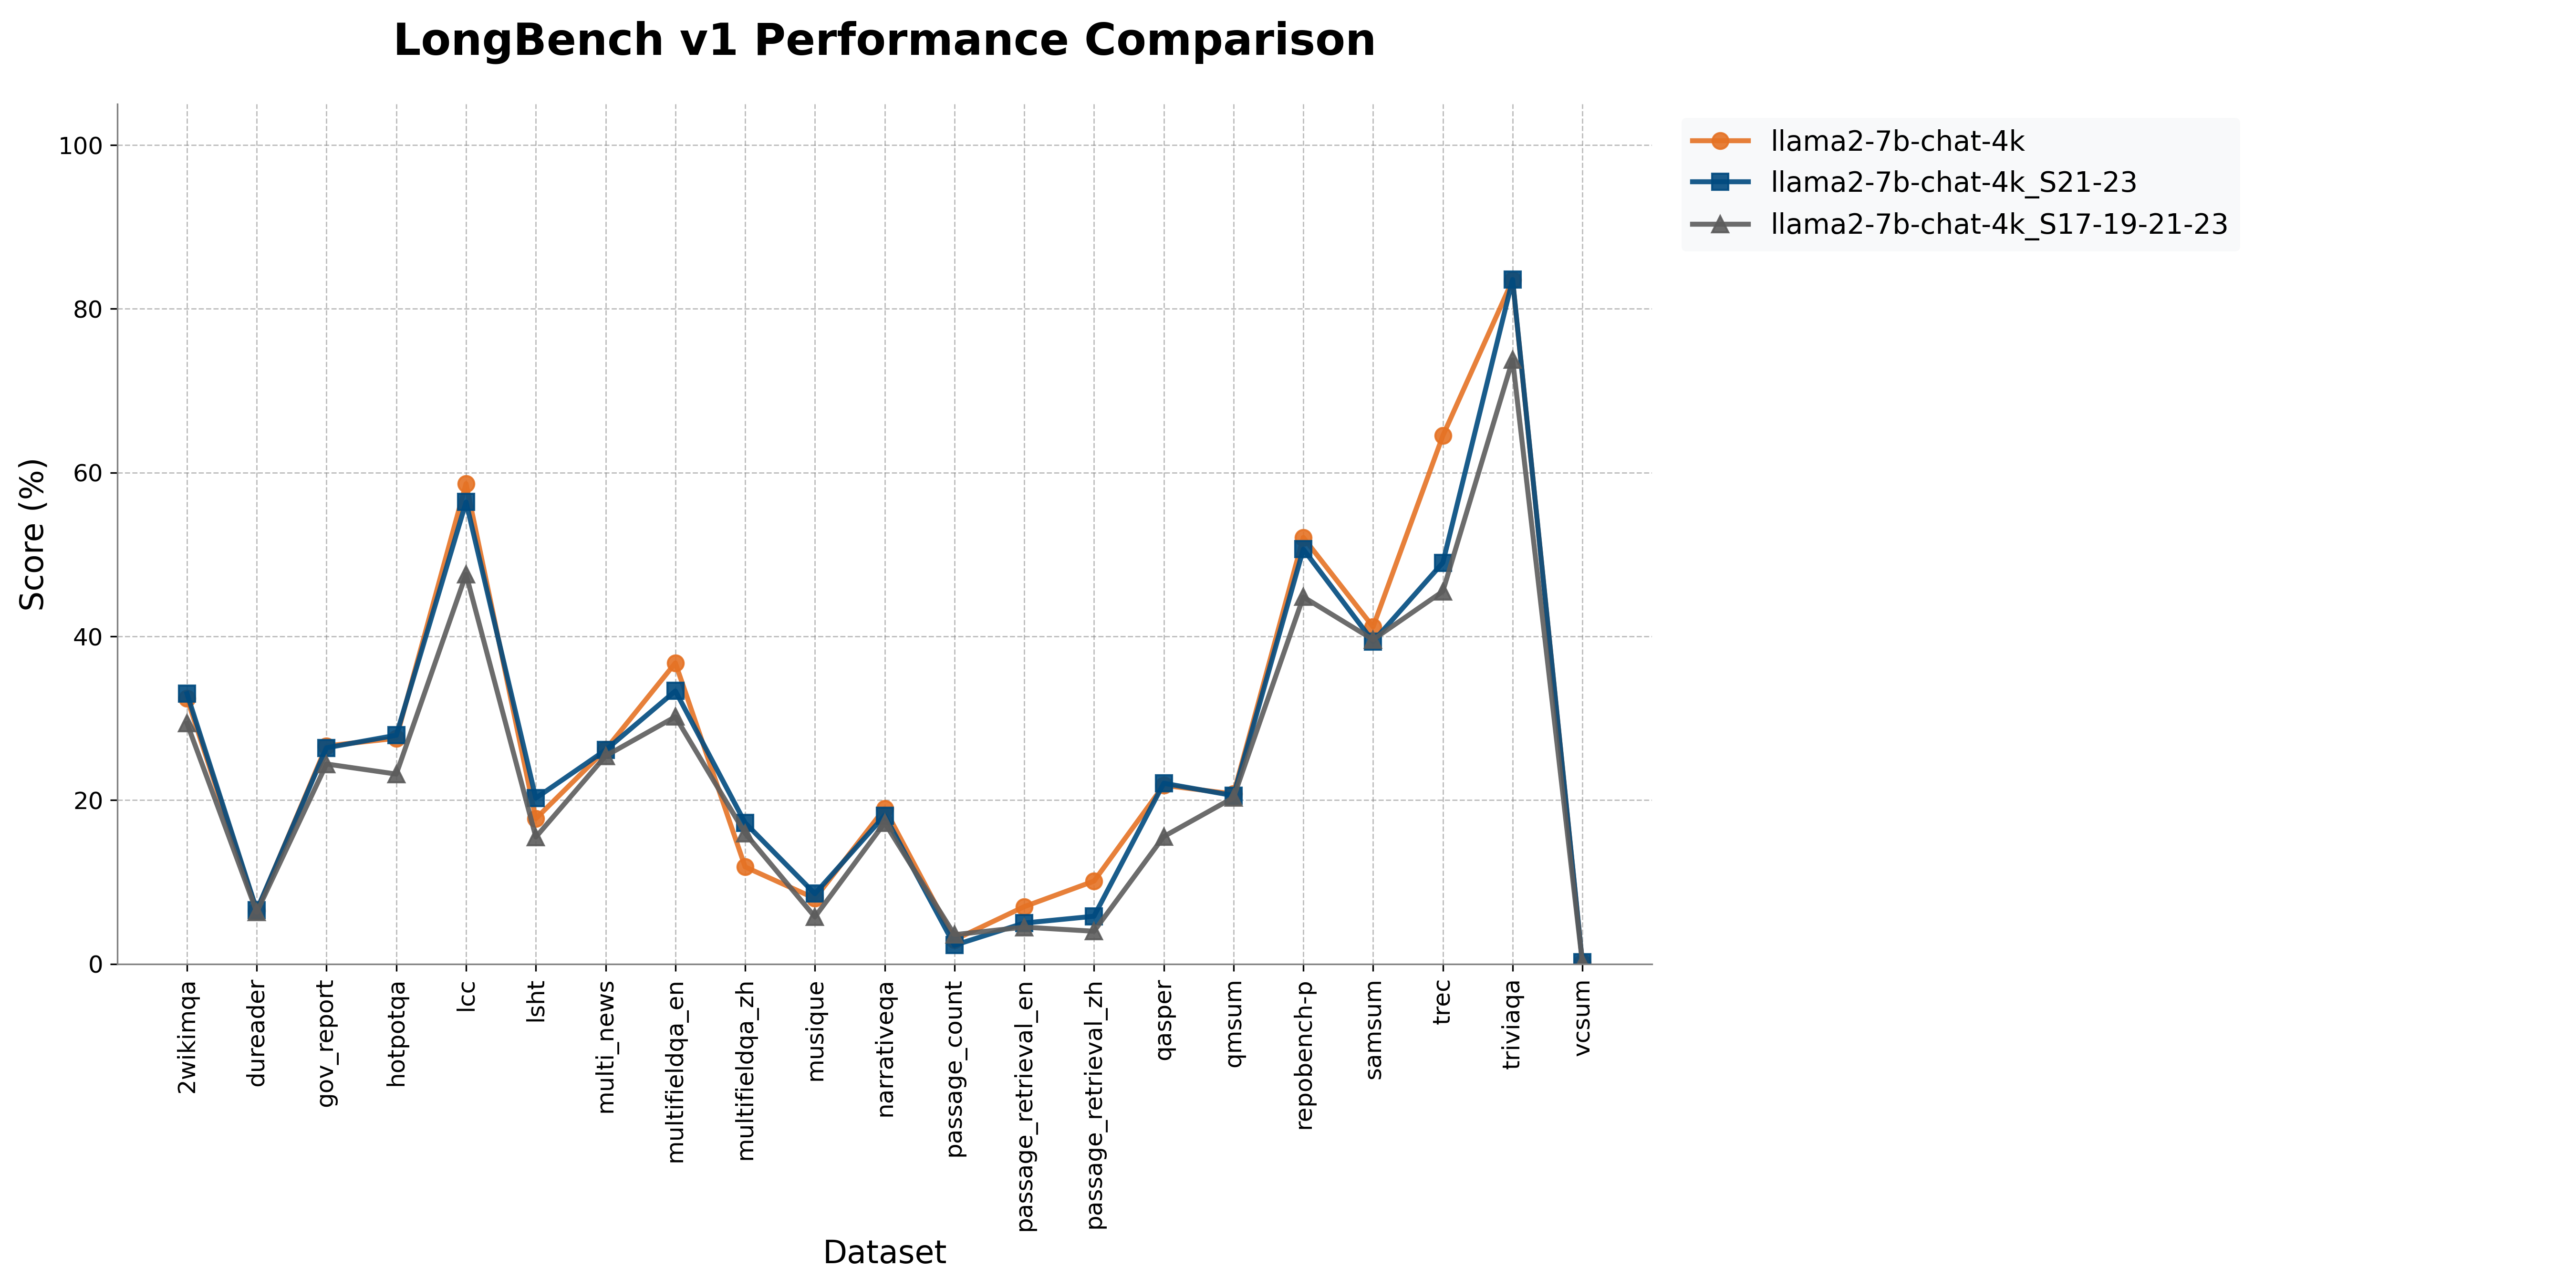 LongBench v1 Performance Comparison
llama2-7b-chat-4k
llama2-7b-chat-4k_S21-23
llama2-7b-chat-4k_S17-19-21-23
Score (%)
100
80
60
40
20
0
2wikimqa
dureader
gov_report
hotpotqa
lcc
lsht
multi_news
multifieldqa_en
multifieldqa_zh
musique
narrativeqa
passage_count
passage_retrieval_en
passage_retrieval_zh
qasper
qmsum
repobench-p
samsum
trec
triviaqa
vcsum
Dataset